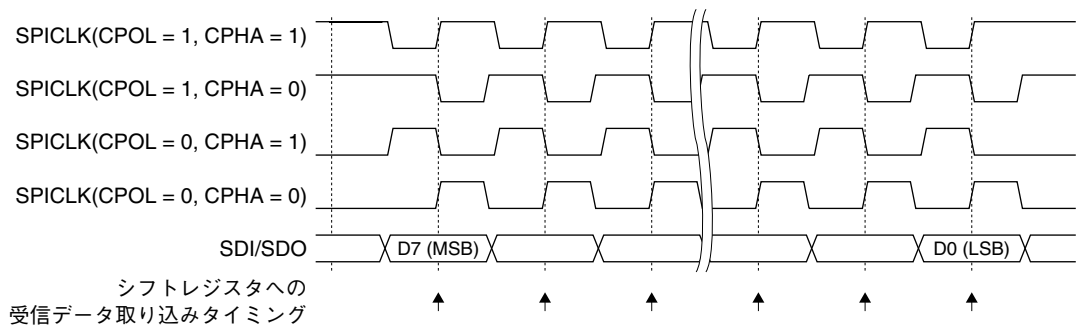 SPICLK(CPOL = 1, CPHA = 1)
SPICLK(CPOL = 1, CPHA = 0)
SPICLK(CPOL = 0, CPHA = 1)
SPICLK(CPOL = 0, CPHA = 0)
SDI/SDO D7 (MSB) D0 (LSB)
シフトレジスタへの
受信データ取り込みタイミング